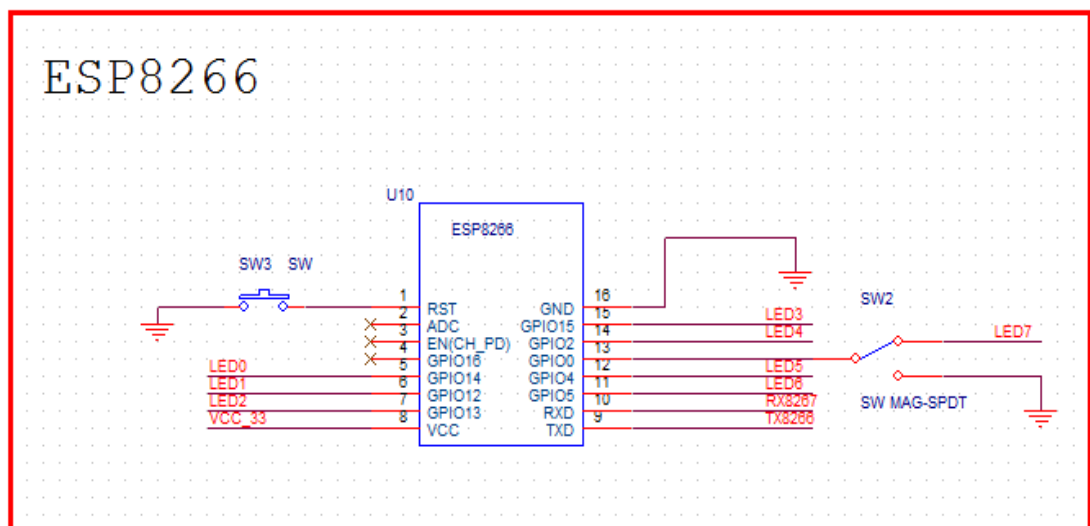 ESP8266
U10
ESP8266
SW3 SW
1 RST
2 ADC
3 EN(CH_PD)
4 GPIO16
LED0 5 GPIO14
LED1 6 GPIO12
LED2 7 GPIO13
VCC_33 8 VCC
GND 16
GPIO15 15 LED3
GPIO2 14 LED4
GPIO0 13
GPIO4 12 LED5
GPIO5 11 LED6
RXD 10 RX8267
TXD 9 TX8266
SW2
LED7
SW MAG-SPDT